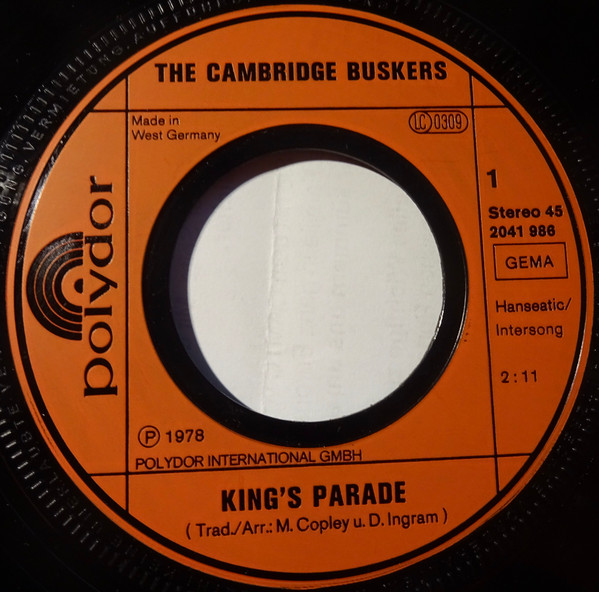 THE CAMBRIDGE BUSKERS
Made in
West Germany
LC 0309
polydor
1
Stereo 45
2041 986
GEMA
Hanseatic/
Intersong
2:11
Ⓟ 1978
POLYDOR INTERNATIONAL GMBH
KING'S PARADE
(Trad./Arr.: M. Copley u. D. Ingram)